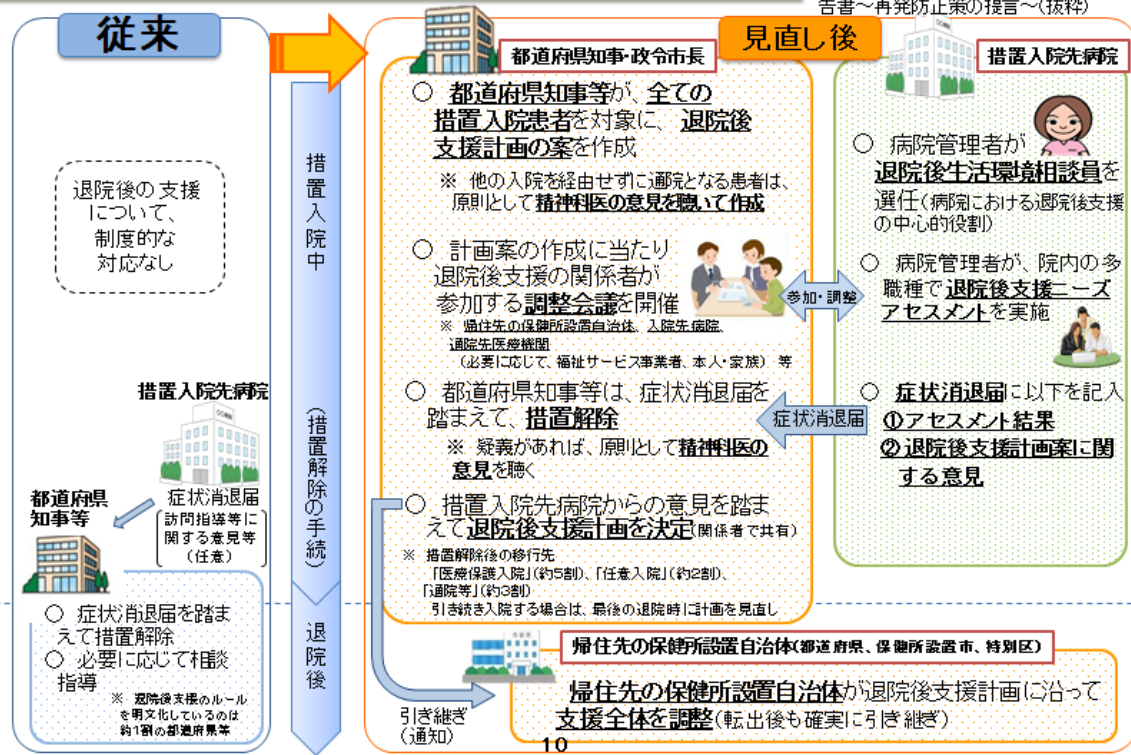 告書～再発防止策の提言～(抜粋)
従来
見直し後
退院後の支援
について、
制度的な
対応なし
措置入院先病院
症状消退届
訪問指導等に
関する意見等
(任意)
都道府県
知事等
○ 症状消退届を踏ま
えて措置解除
○ 必要に応じて相談
指導
※ 退院後支援のルール
を明文化しているのは
約1割の都道府県等
措置入院中
(措置解除の手続)
退院後
都道府県知事・政令市長
○ 都道府県知事等が、全ての
措置入院患者を対象に、退院後
支援計画の案を作成
※ 他の入院を経由せずに通院となる患者は、
原則として精神科医の意見を聴いて作成
○ 計画案の作成に当たり
退院後支援の関係者が
参加する調整会議を開催
※ 帰住先の保健所設置自治体、入院先病院、
通院先医療機関
(必要に応じて、福祉サービス事業者、本人・家族) 等
○ 都道府県知事等は、症状消退届を
踏まえて、措置解除
※ 疑義があれば、原則として精神科医の
意見を聴く
○ 措置入院先病院からの意見を踏ま
えて退院後支援計画を決定(関係者で共有)
※ 措置解除後の移行先
「医療保護入院」(約5割)、「任意入院」(約2割)、
「通院等」(約3割)
引き続き入院する場合は、最後の退院時に計画を見直し
参加・調整
症状消退届
措置入院先病院
○ 病院管理者が
退院後生活環境相談員を
選任(病院における退院後支援
の中心的役割)
○ 病院管理者が、院内の多
職種で退院後支援ニーズ
アセスメントを実施
○ 症状消退届に以下を記入
①アセスメント結果
②退院後支援計画案に関
する意見
引き継ぎ
(通知)
帰住先の保健所設置自治体(都道府県、保健所設置市、特別区)
帰住先の保健所設置自治体が退院後支援計画に沿って
支援全体を調整(転出後も確実に引き継ぎ)
10